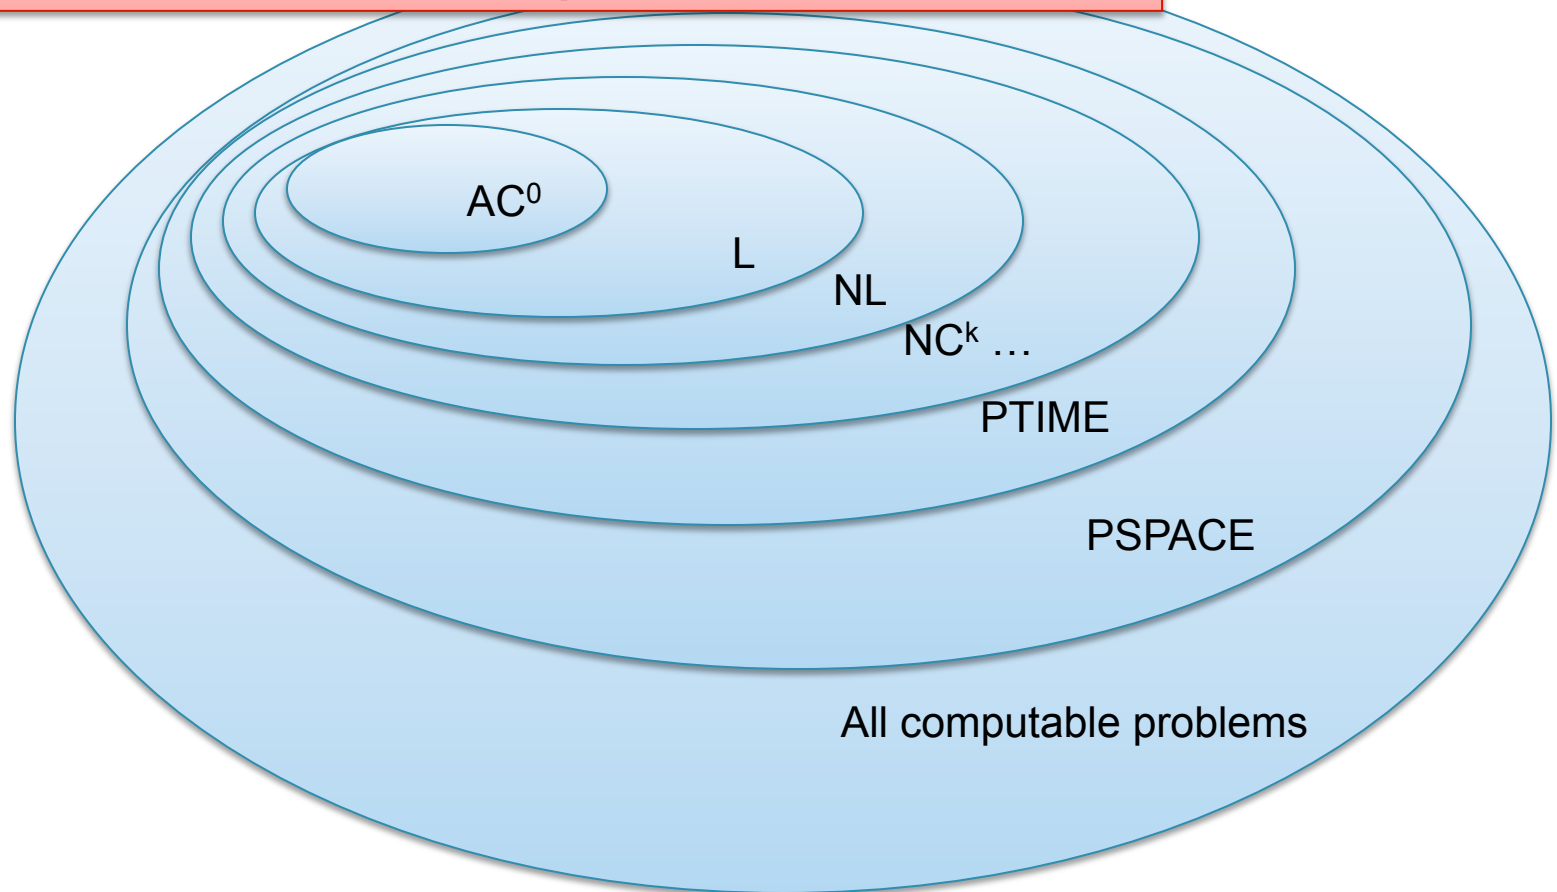 AC⁰
L
NL
NCᵏ …
PTIME
PSPACE
All computable problems